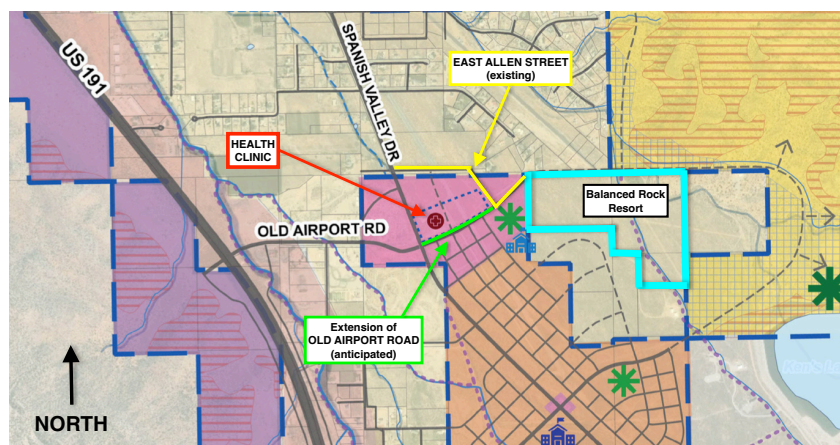 US 191
SPANISH VALLEY DR
EAST ALLEN STREET
(existing)
HEALTH
CLINIC
Balanced Rock
Resort
OLD AIRPORT RD
Extension of
OLD AIRPORT ROAD
(anticipated)
NORTH